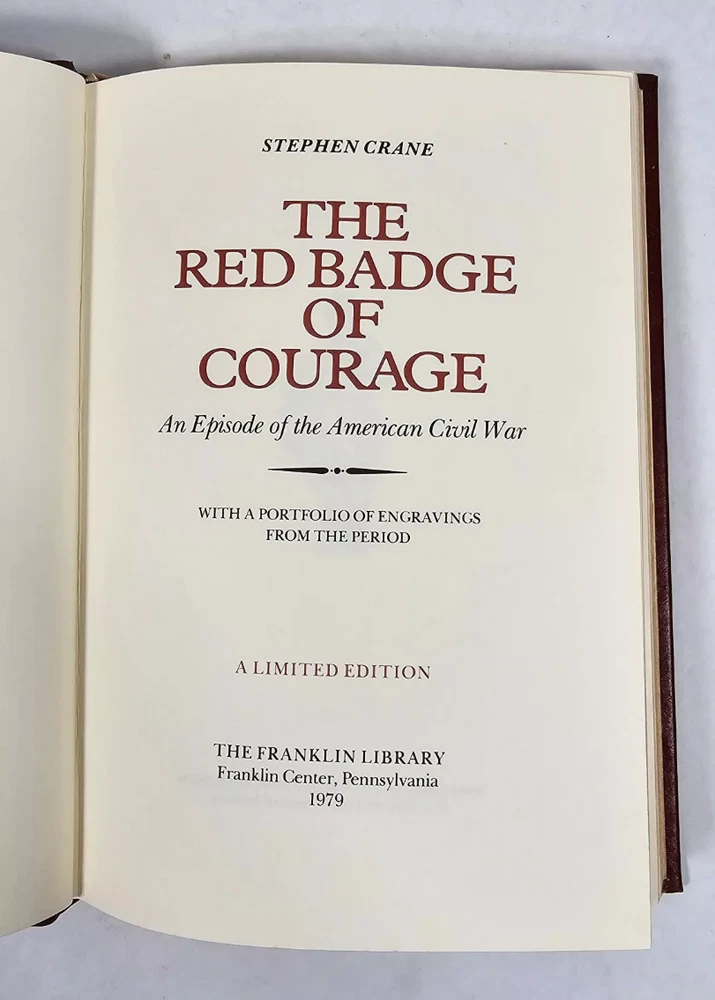 STEPHEN CRANE
THE
RED BADGE
OF
COURAGE
An Episode of the American Civil War
WITH A PORTFOLIO OF ENGRAVINGS
FROM THE PERIOD
A LIMITED EDITION
THE FRANKLIN LIBRARY
Franklin Center, Pennsylvania
1979